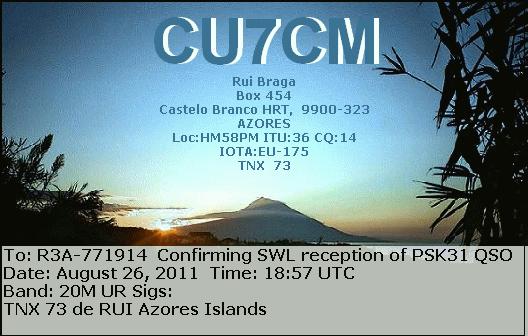 CU7CM
Rui Braga
Box 454
Castelo Branco HRT, 9900-323
AZORES
Loc:HM58PM ITU:36 CQ:14
IOTA:EU-175
TNX 73
To: R3A-771914 Confirming SWL reception of PSK31 QSO
Date: August 26, 2011 Time: 18:57 UTC
Band: 20M UR Sigs:
TNX 73 de RUI Azores Islands